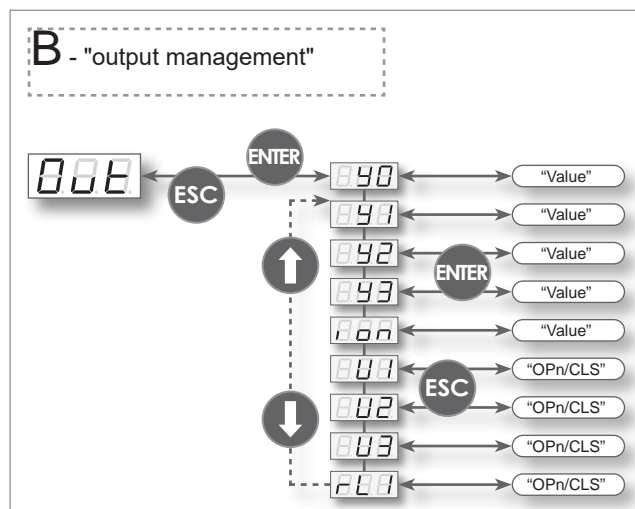 B - "output management"
ENTER
Out
ESC
Y0 “Value”
Y1 “Value”
Y2 “Value”
ENTER
Y3 “Value”
ion “Value”
U1 “OPn/CLS”
ESC
U2 “OPn/CLS”
U3 “OPn/CLS”
rL1 “OPn/CLS”